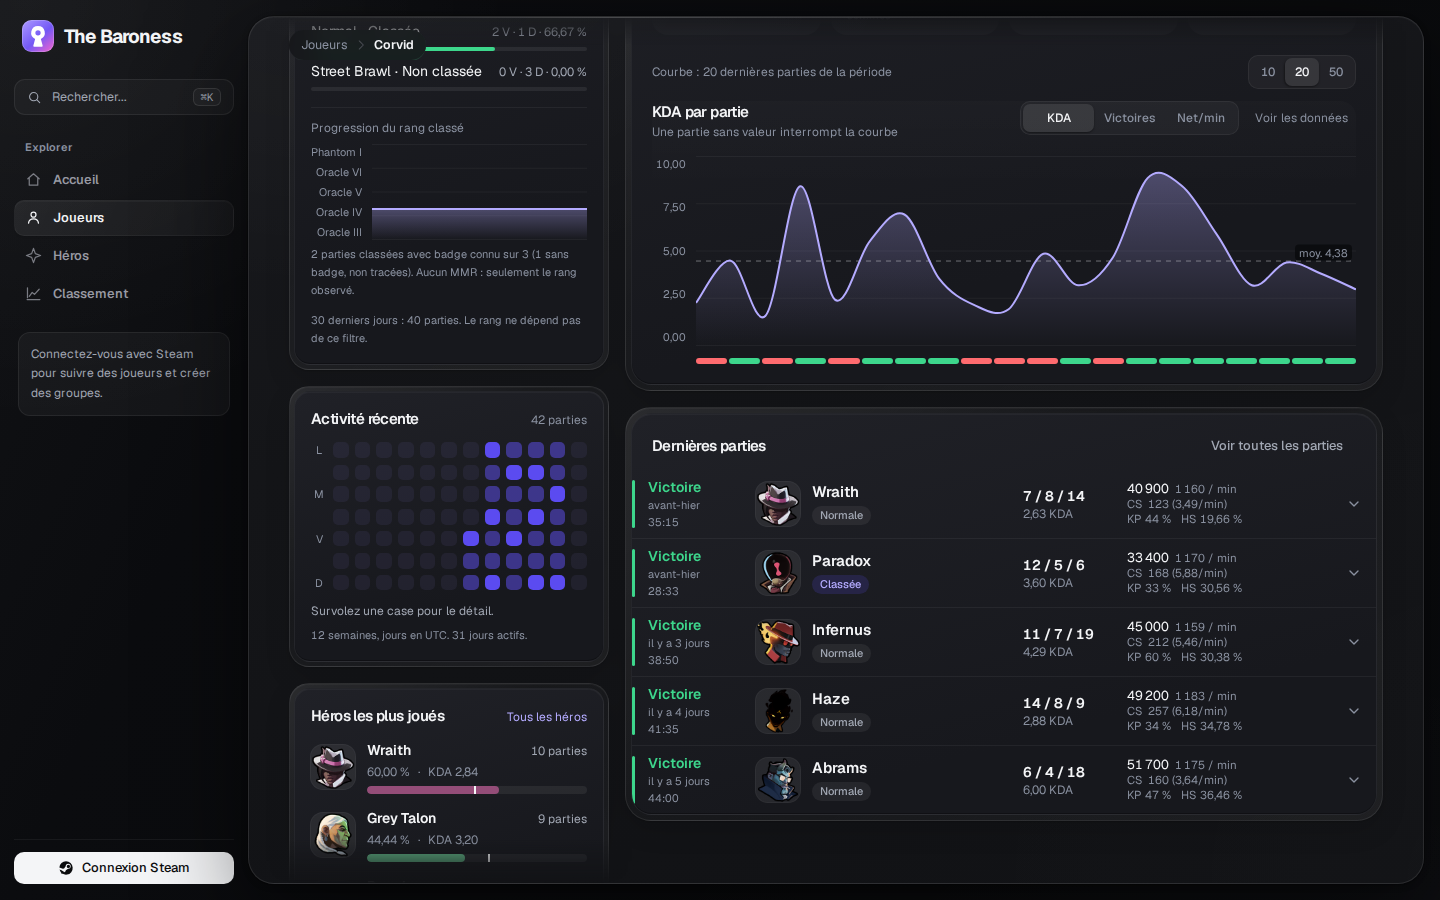 The Baroness
Rechercher...
⌘K
Explorer
Accueil
Joueurs
Héros
Classement
Connectez-vous avec Steam
pour suivre des joueurs et créer
des groupes.
Connexion Steam
Joueurs
Corvid
Normal · Classée
2 V · 1 D · 66,67 %
Street Brawl · Non classée
0 V · 3 D · 0,00 %
Progression du rang classé
Phantom I
Oracle VI
Oracle V
Oracle IV
Oracle III
2 parties classées avec badge connu sur 3 (1 sans
badge, non tracées). Aucun MMR : seulement le rang
observé.
30 derniers jours : 40 parties. Le rang ne dépend pas
de ce filtre.
Activité récente
42 parties
L
M
V
D
Survolez une case pour le détail.
12 semaines, jours en UTC. 31 jours actifs.
Héros les plus joués
Tous les héros
Wraith
10 parties
60,00 % · KDA 2,84
Grey Talon
9 parties
44,44 % · KDA 3,20
Courbe : 20 dernières parties de la période
10
20
50
KDA par partie
Une partie sans valeur interrompt la courbe
KDA
Victoires
Net/min
Voir les données
10,00
7,50
5,00
2,50
0,00
moy. 4,38
Dernières parties
Voir toutes les parties
Victoire
avant-hier
35:15
Wraith
Normale
7 / 8 / 14
2,63 KDA
40 900 1 160 / min
CS 123 (3,49/min)
KP 44 % HS 19,66 %
Victoire
avant-hier
28:33
Paradox
Classée
12 / 5 / 6
3,60 KDA
33 400 1 170 / min
CS 168 (5,88/min)
KP 33 % HS 30,56 %
Victoire
il y a 3 jours
38:50
Infernus
Normale
11 / 7 / 19
4,29 KDA
45 000 1 159 / min
CS 212 (5,46/min)
KP 60 % HS 30,38 %
Victoire
il y a 4 jours
41:35
Haze
Normale
14 / 8 / 9
2,88 KDA
49 200 1 183 / min
CS 257 (6,18/min)
KP 34 % HS 34,78 %
Victoire
il y a 5 jours
44:00
Abrams
Normale
6 / 4 / 18
6,00 KDA
51 700 1 175 / min
CS 160 (3,64/min)
KP 47 % HS 36,46 %